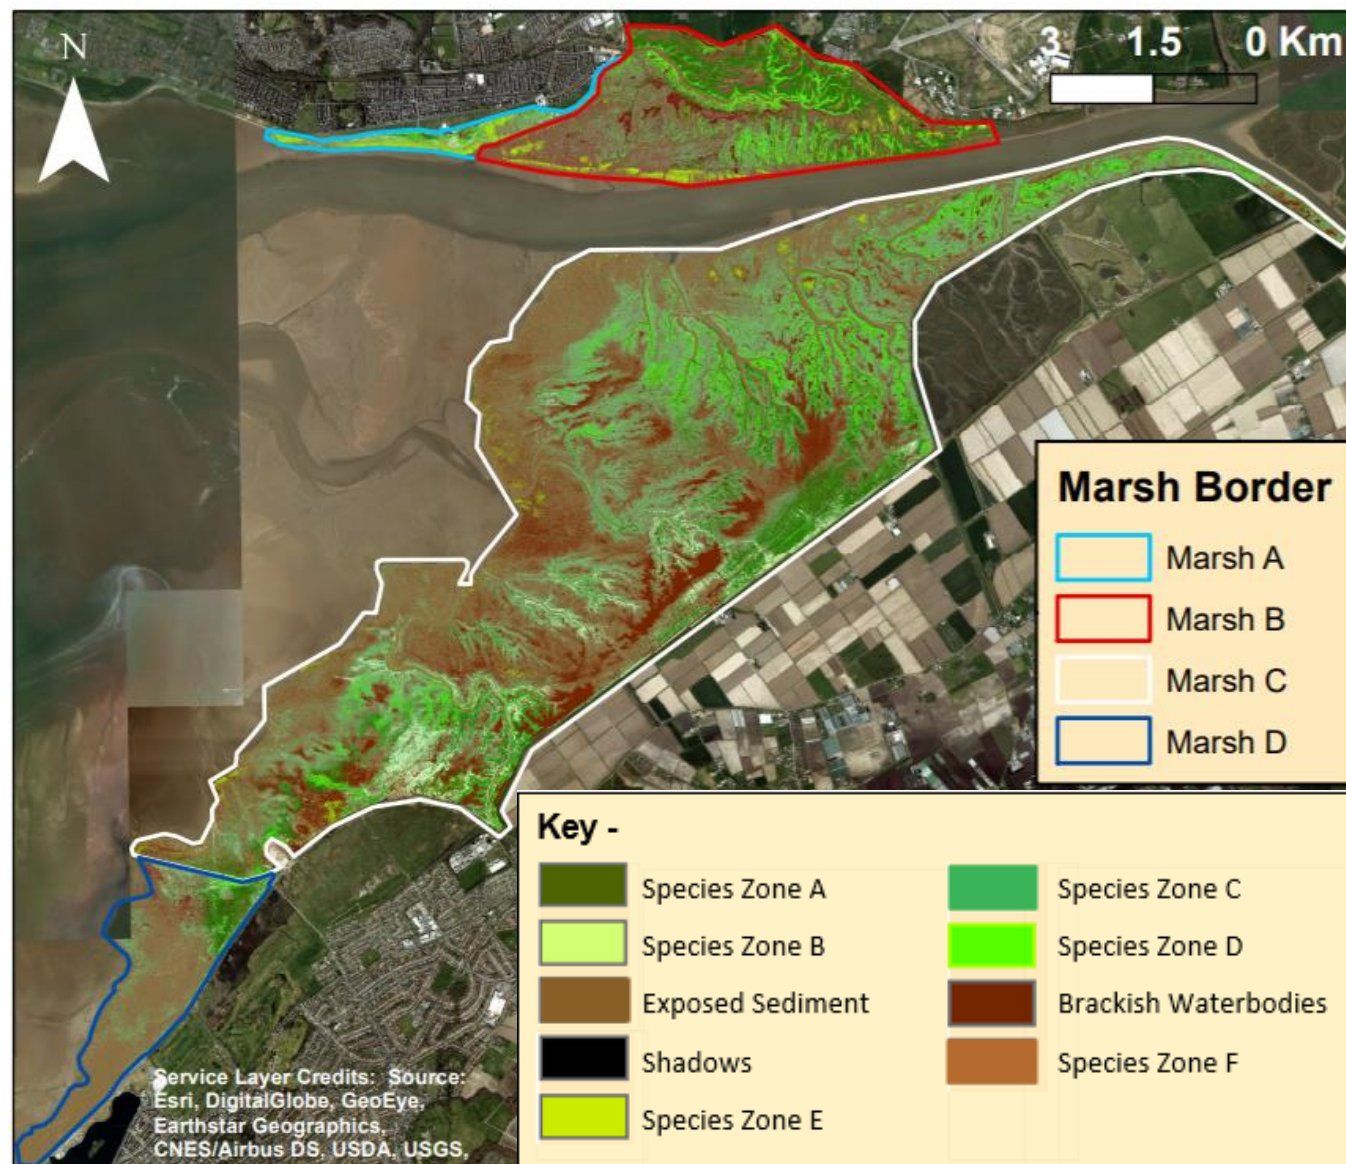 N
3 1.5 0 Km
Marsh Border
Marsh A
Marsh B
Marsh C
Marsh D
Key -
Species Zone A
Species Zone B
Exposed Sediment
Shadows
Species Zone E
Species Zone C
Species Zone D
Brackish Waterbodies
Species Zone F
Service Layer Credits: Source:
Esri, DigitalGlobe, GeoEye,
Earthstar Geographics,
CNES/Airbus DS, USDA, USGS,